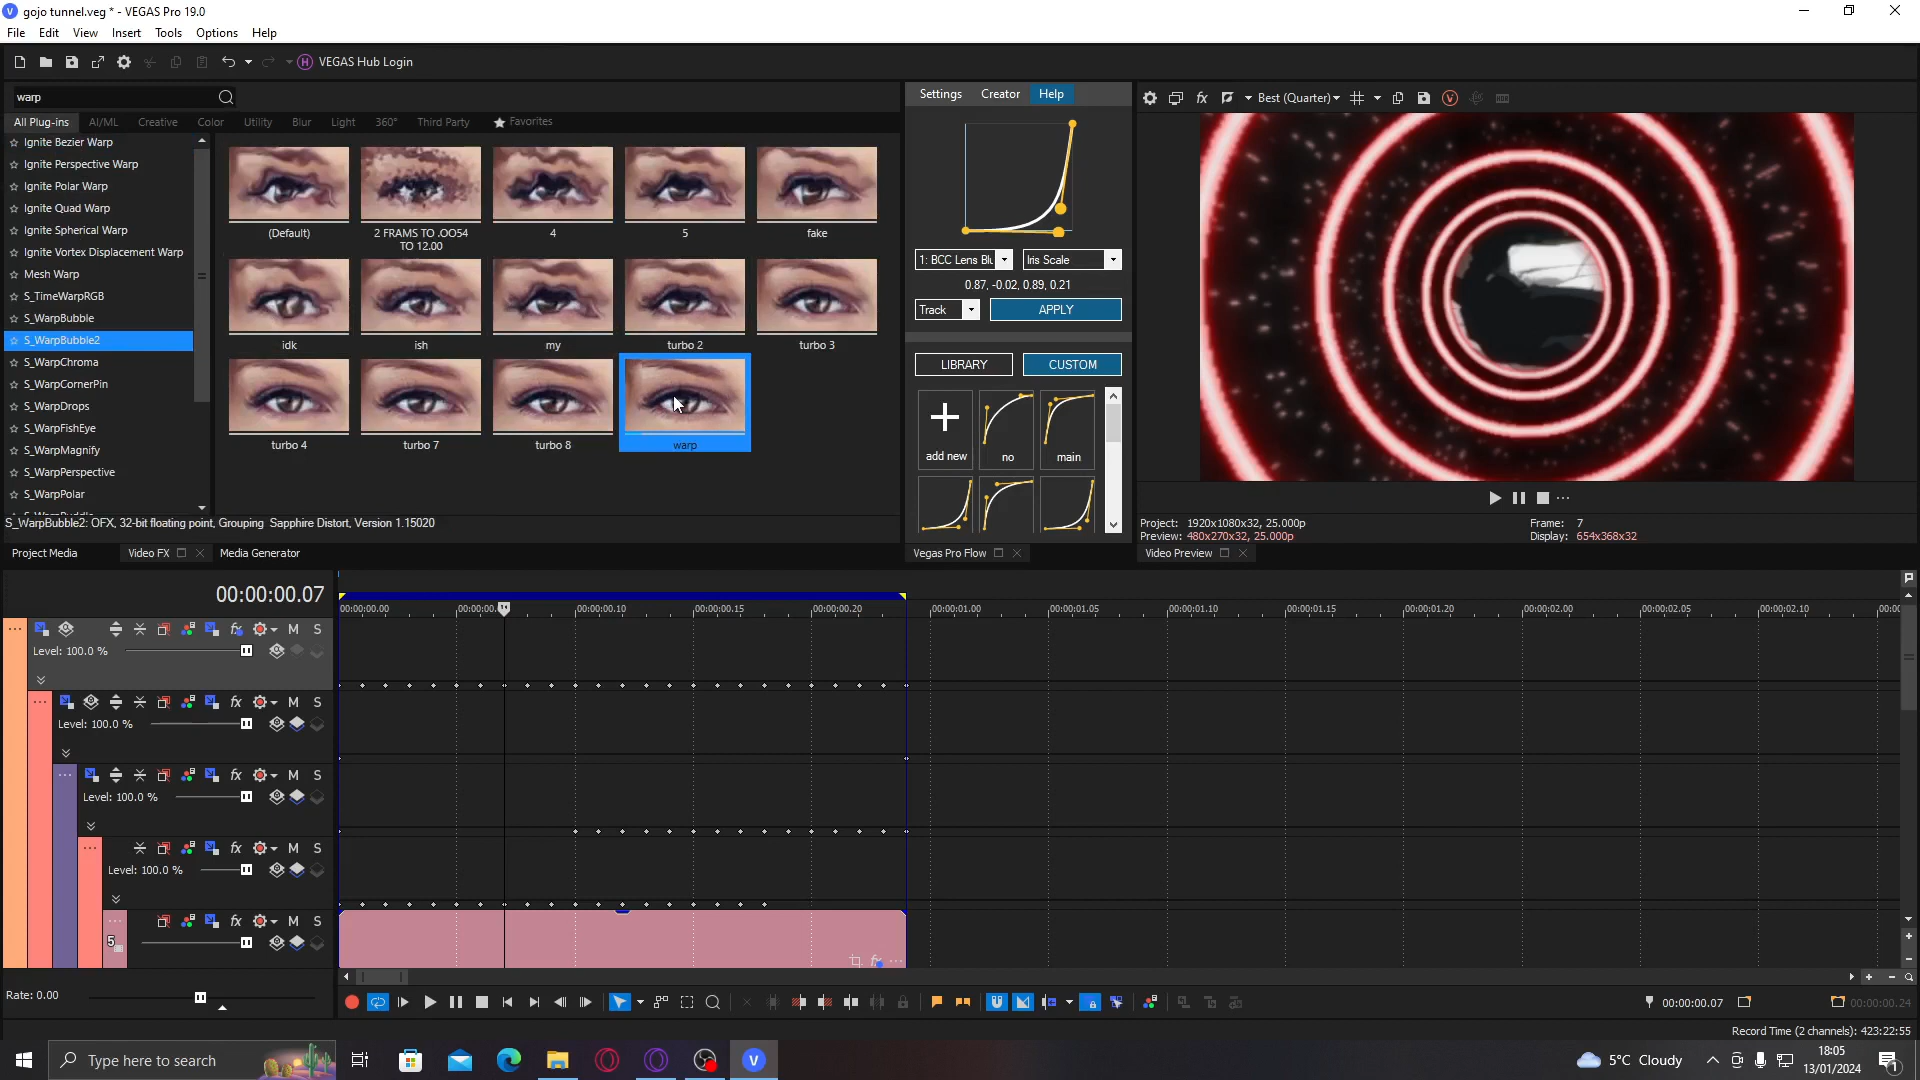 gojo tunnel.veg * - VEGAS Pro 19.0
File Edit View Insert Tools Options Help
VEGAS Hub Login
warp
All Plug-ins AI/ML Creative Color Utility Blur Light 360° Third Party Favorites
Ignite Bezier Warp
Ignite Perspective Warp
Ignite Polar Warp
Ignite Quad Warp
Ignite Spherical Warp
Ignite Vortex Displacement Warp
Mesh Warp
S_TimeWarpRGB
S_WarpBubble
S_WarpBubble2
S_WarpChroma
S_WarpCornerPin
S_WarpDrops
S_WarpFishEye
S_WarpMagnify
S_WarpPerspective
S_WarpPolar
(Default) 2 FRAMS TO .OO54 4 5 fake
TO 12.00
idk ish my turbo 2 turbo 3
turbo 4 turbo 7 turbo 8 warp
S_WarpBubble2: OFX, 32-bit floating point, Grouping Sapphire Distort, Version 1.15020
Project Media Video FX Media Generator
Settings Creator Help
1: BCC Lens Blu Iris Scale
0.87, -0.02, 0.89, 0.21
Track APPLY
LIBRARY CUSTOM
add new no main
Vegas Pro Flow
Best (Quarter)
Project: 1920x1080x32, 25.000p Frame: 7
Preview: 480x270x32, 25.000p Display: 654x368x32
Video Preview
00:00:00.07
00:00:00.00 00:00:00. 00:00:00.10 00:00:00.15 00:00:00.20 00:00:01.00 00:00:01.05 00:00:01.10 00:00:01.15 00:00:01.20 00:00:02.00 00:00:02.05 00:00:02.10 00:00
M S
Level: 100.0 %
M S
Level: 100.0 %
M S
Level: 100.0 %
M S
Level: 100.0 %
M S
5
Rate: 0.00
00:00:00.07 00:00:00.24
Record Time (2 channels): 423:22:55
Type here to search
5°C Cloudy
18:05
13/01/2024
1